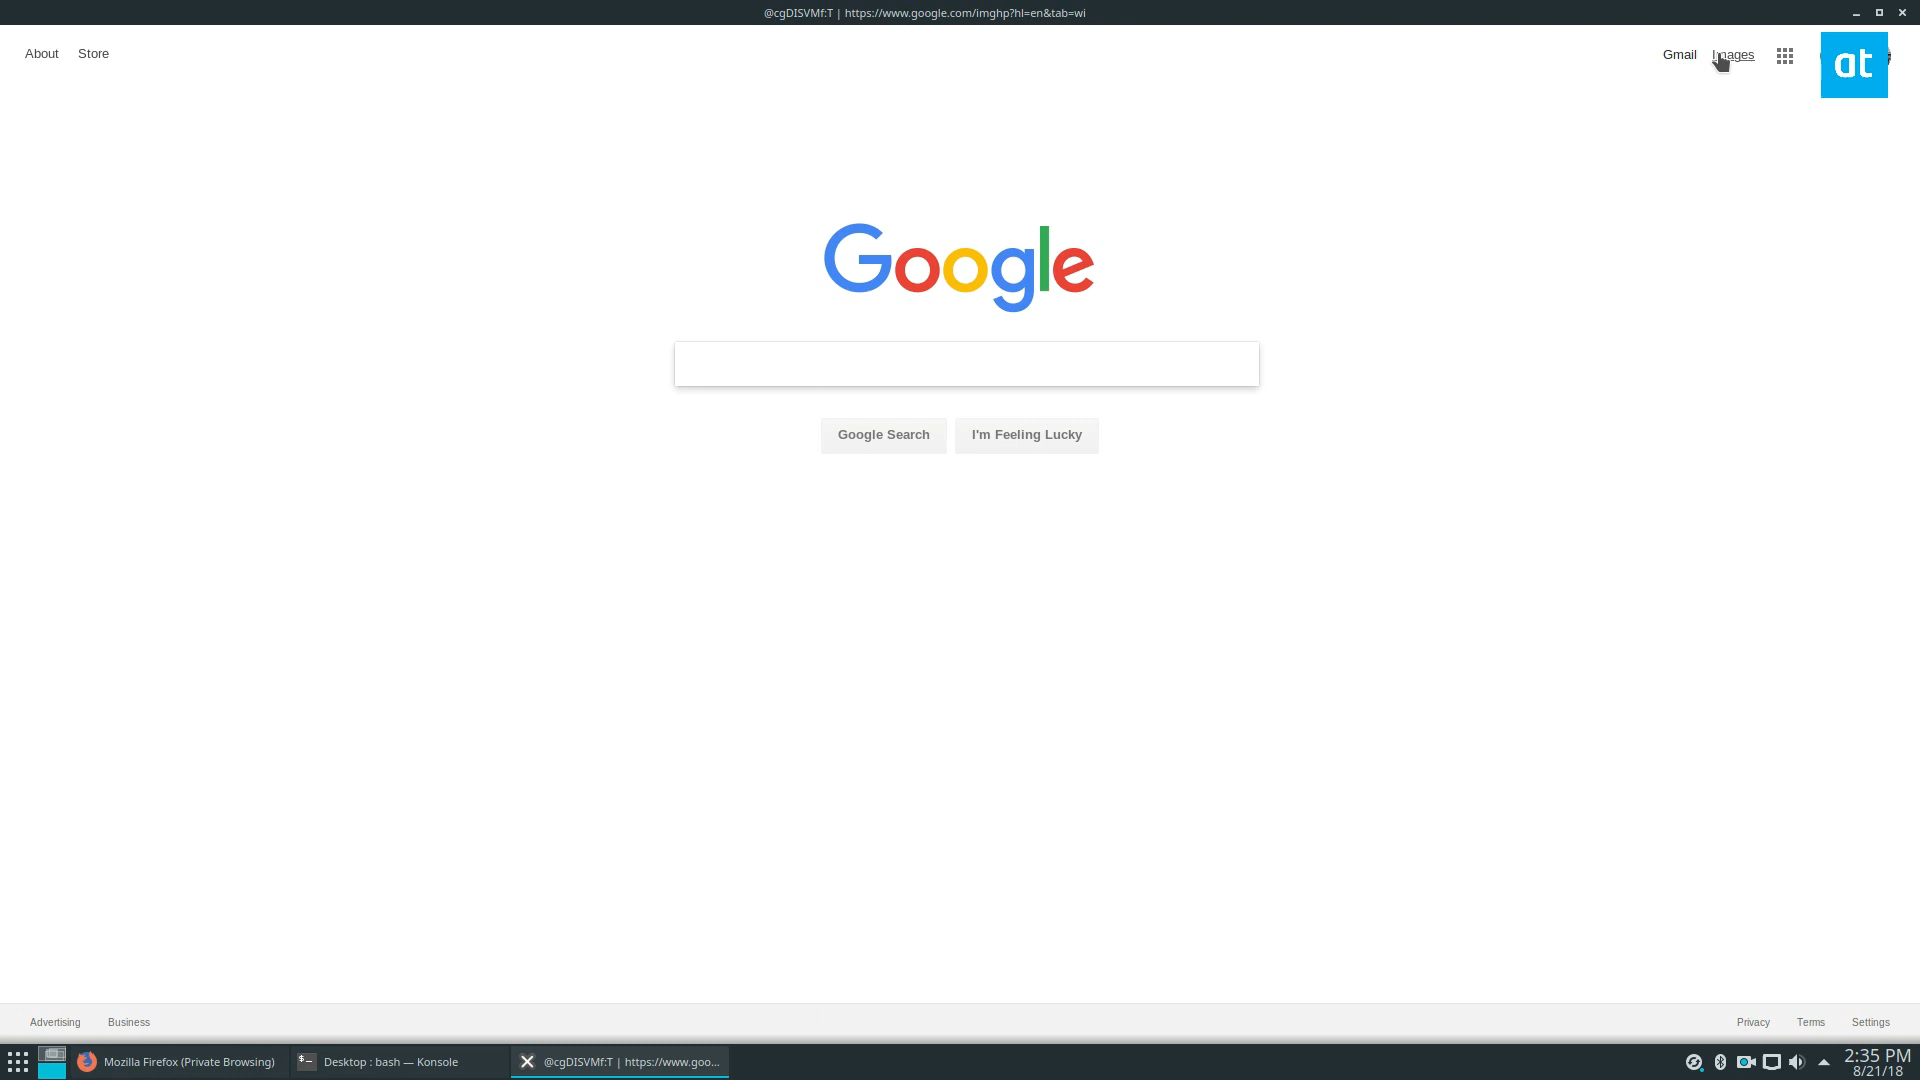 @cgDISVMf:T | https://www.google.com/imghp?hl=en&tab=wi
About Store Gmail Images
at
Google
Google Search I'm Feeling Lucky
Advertising Business Privacy Terms Settings
Mozilla Firefox (Private Browsing) Desktop : bash — Konsole @cgDISVMf:T | https://www.goo... 2:35 PM
8/21/18